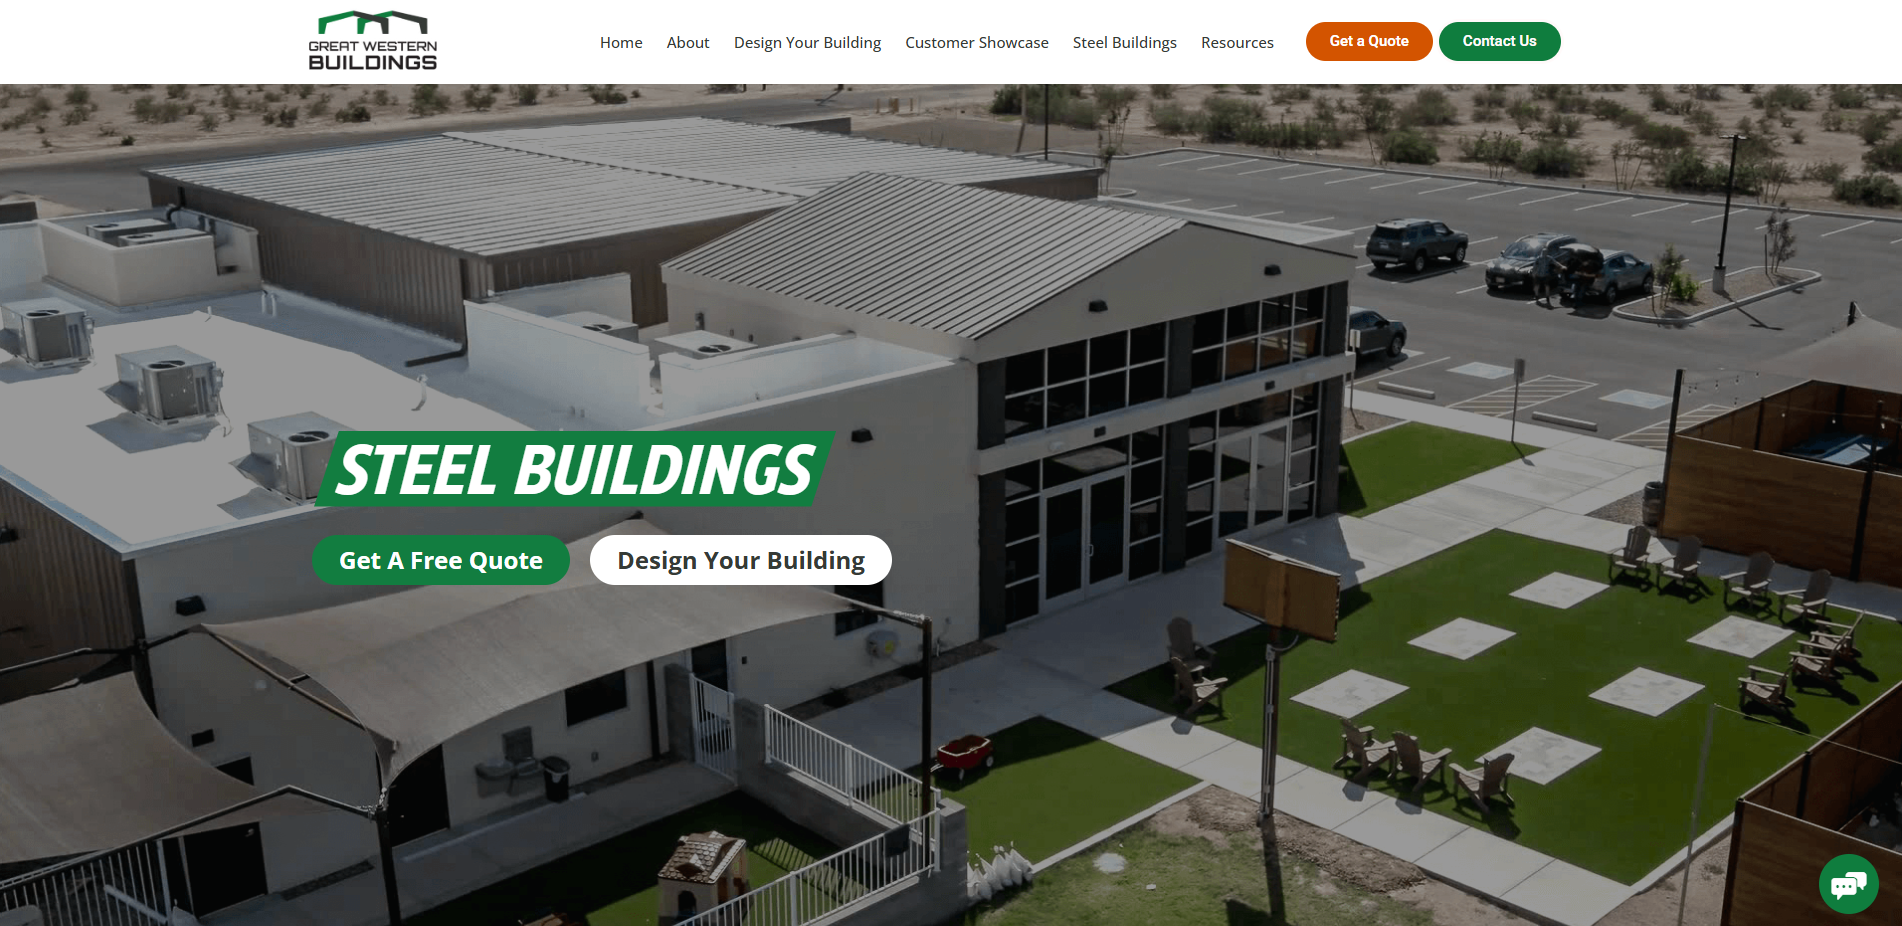 GREAT WESTERN
BUILDINGS
Home About Design Your Building Customer Showcase Steel Buildings Resources Get a Quote Contact Us
STEEL BUILDINGS
Get A Free Quote Design Your Building